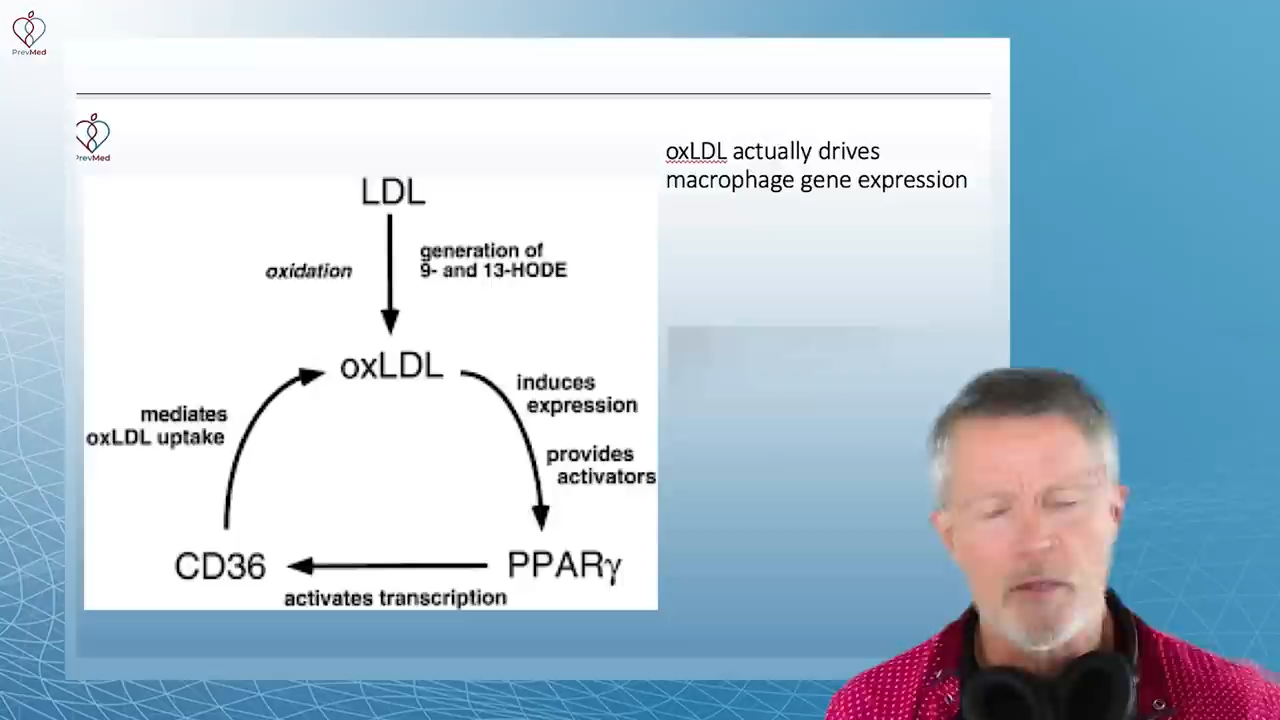 PrevMed
PrevMed
oxLDL actually drives
macrophage gene expression
LDL
oxidation
generation of
9- and 13-HODE
oxLDL
induces
expression
mediates
oxLDL uptake
provides
activators
CD36
PPARγ
activates transcription